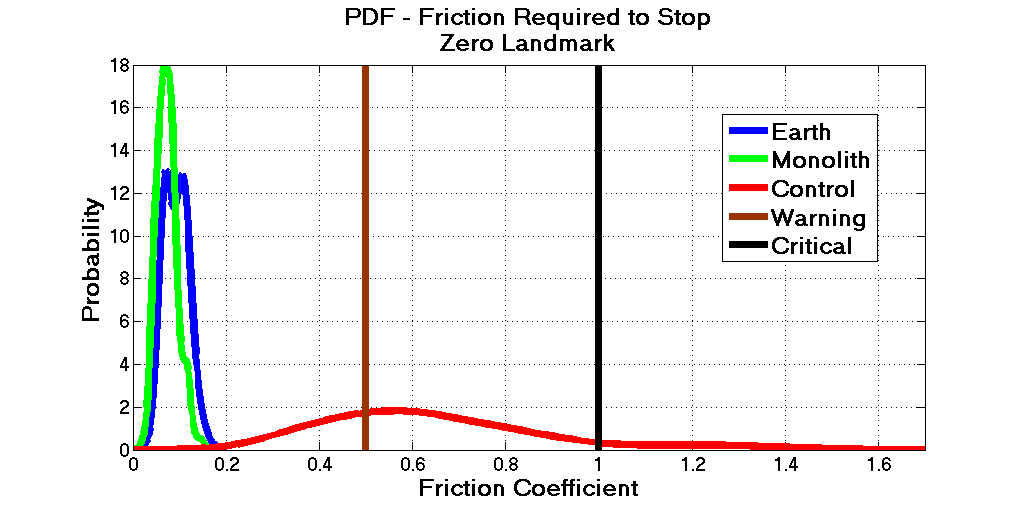 PDF - Friction Required to Stop
Zero Landmark
18
16
14
12
10
8
6
4
2
0
Probability
Earth
Monolith
Control
Warning
Critical
0 0.2 0.4 0.6 0.8 1 1.2 1.4 1.6
Friction Coefficient